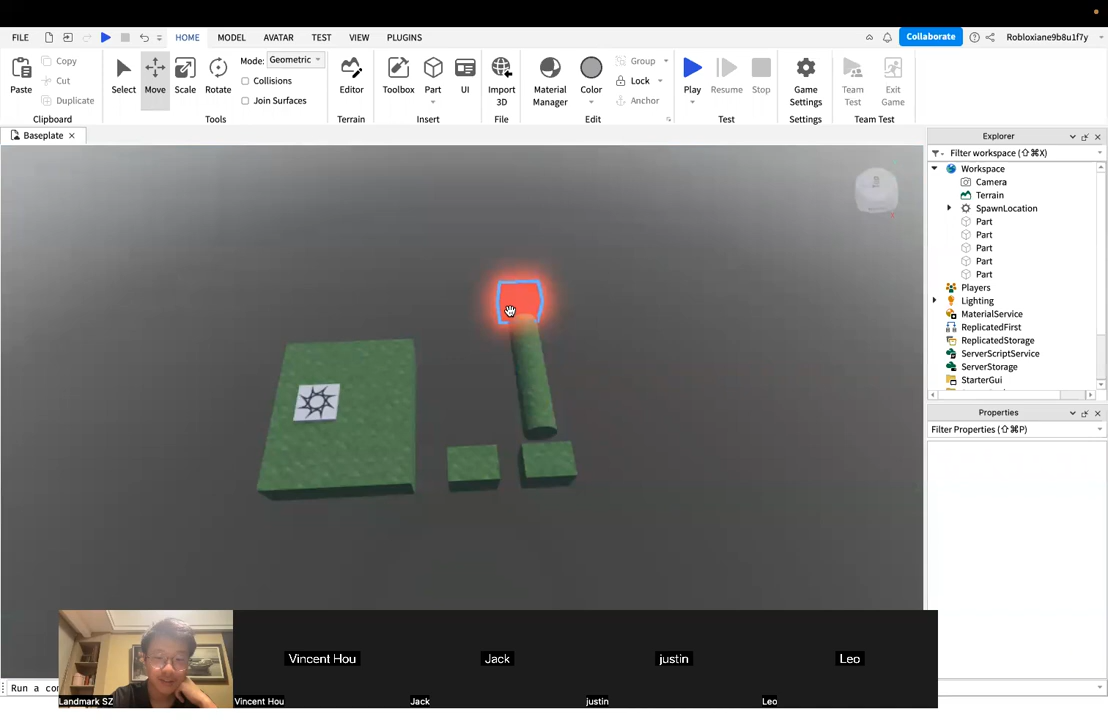 FILE
HOME
MODEL
AVATAR
TEST
VIEW
PLUGINS
Collaborate
Robloxiane9b8u1f7y
Paste
Copy
Cut
Duplicate
Clipboard
Select
Move
Scale
Rotate
Mode: Geometric
Collisions
Join Surfaces
Tools
Editor
Terrain
Toolbox
Part
UI
Insert
Import
3D
File
Material
Manager
Color
Group
Lock
Anchor
Edit
Play
Resume
Stop
Test
Game
Settings
Settings
Team
Test
Exit
Game
Team Test
Baseplate
Explorer
Filter workspace (⇧⌘X)
Workspace
Camera
Terrain
SpawnLocation
Part
Part
Part
Part
Part
Players
Lighting
MaterialService
ReplicatedFirst
ReplicatedStorage
ServerScriptService
ServerStorage
StarterGui
Properties
Filter Properties (⇧⌘P)
Run a co
Landmark SZ
Vincent Hou
Vincent Hou
Jack
Jack
justin
justin
Leo
Leo